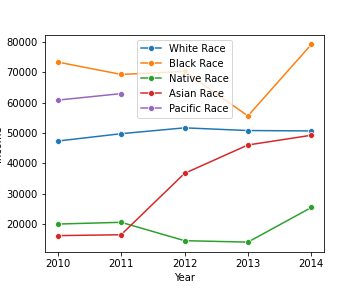 80000
70000
60000
50000
40000
30000
20000
White Race
Black Race
Native Race
Asian Race
Pacific Race
2010 2011 2012 2013 2014
Year